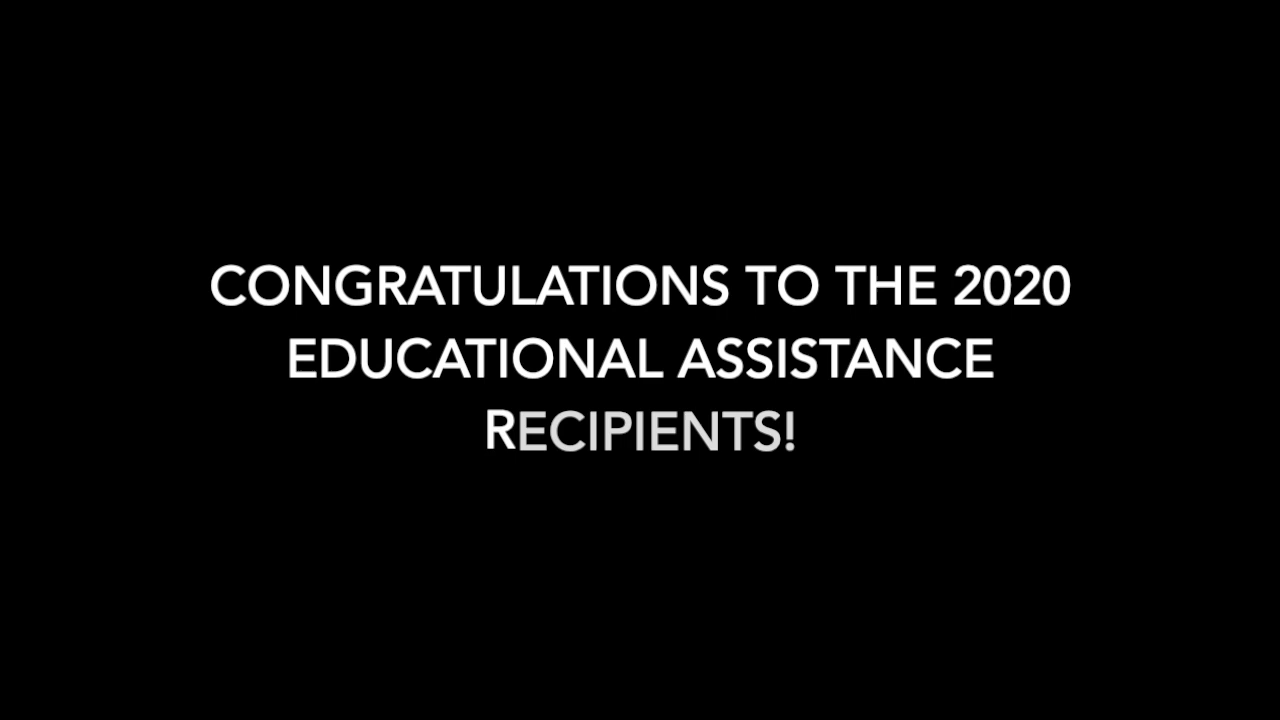 CONGRATULATIONS TO THE 2020
EDUCATIONAL ASSISTANCE
RECIPIENTS!